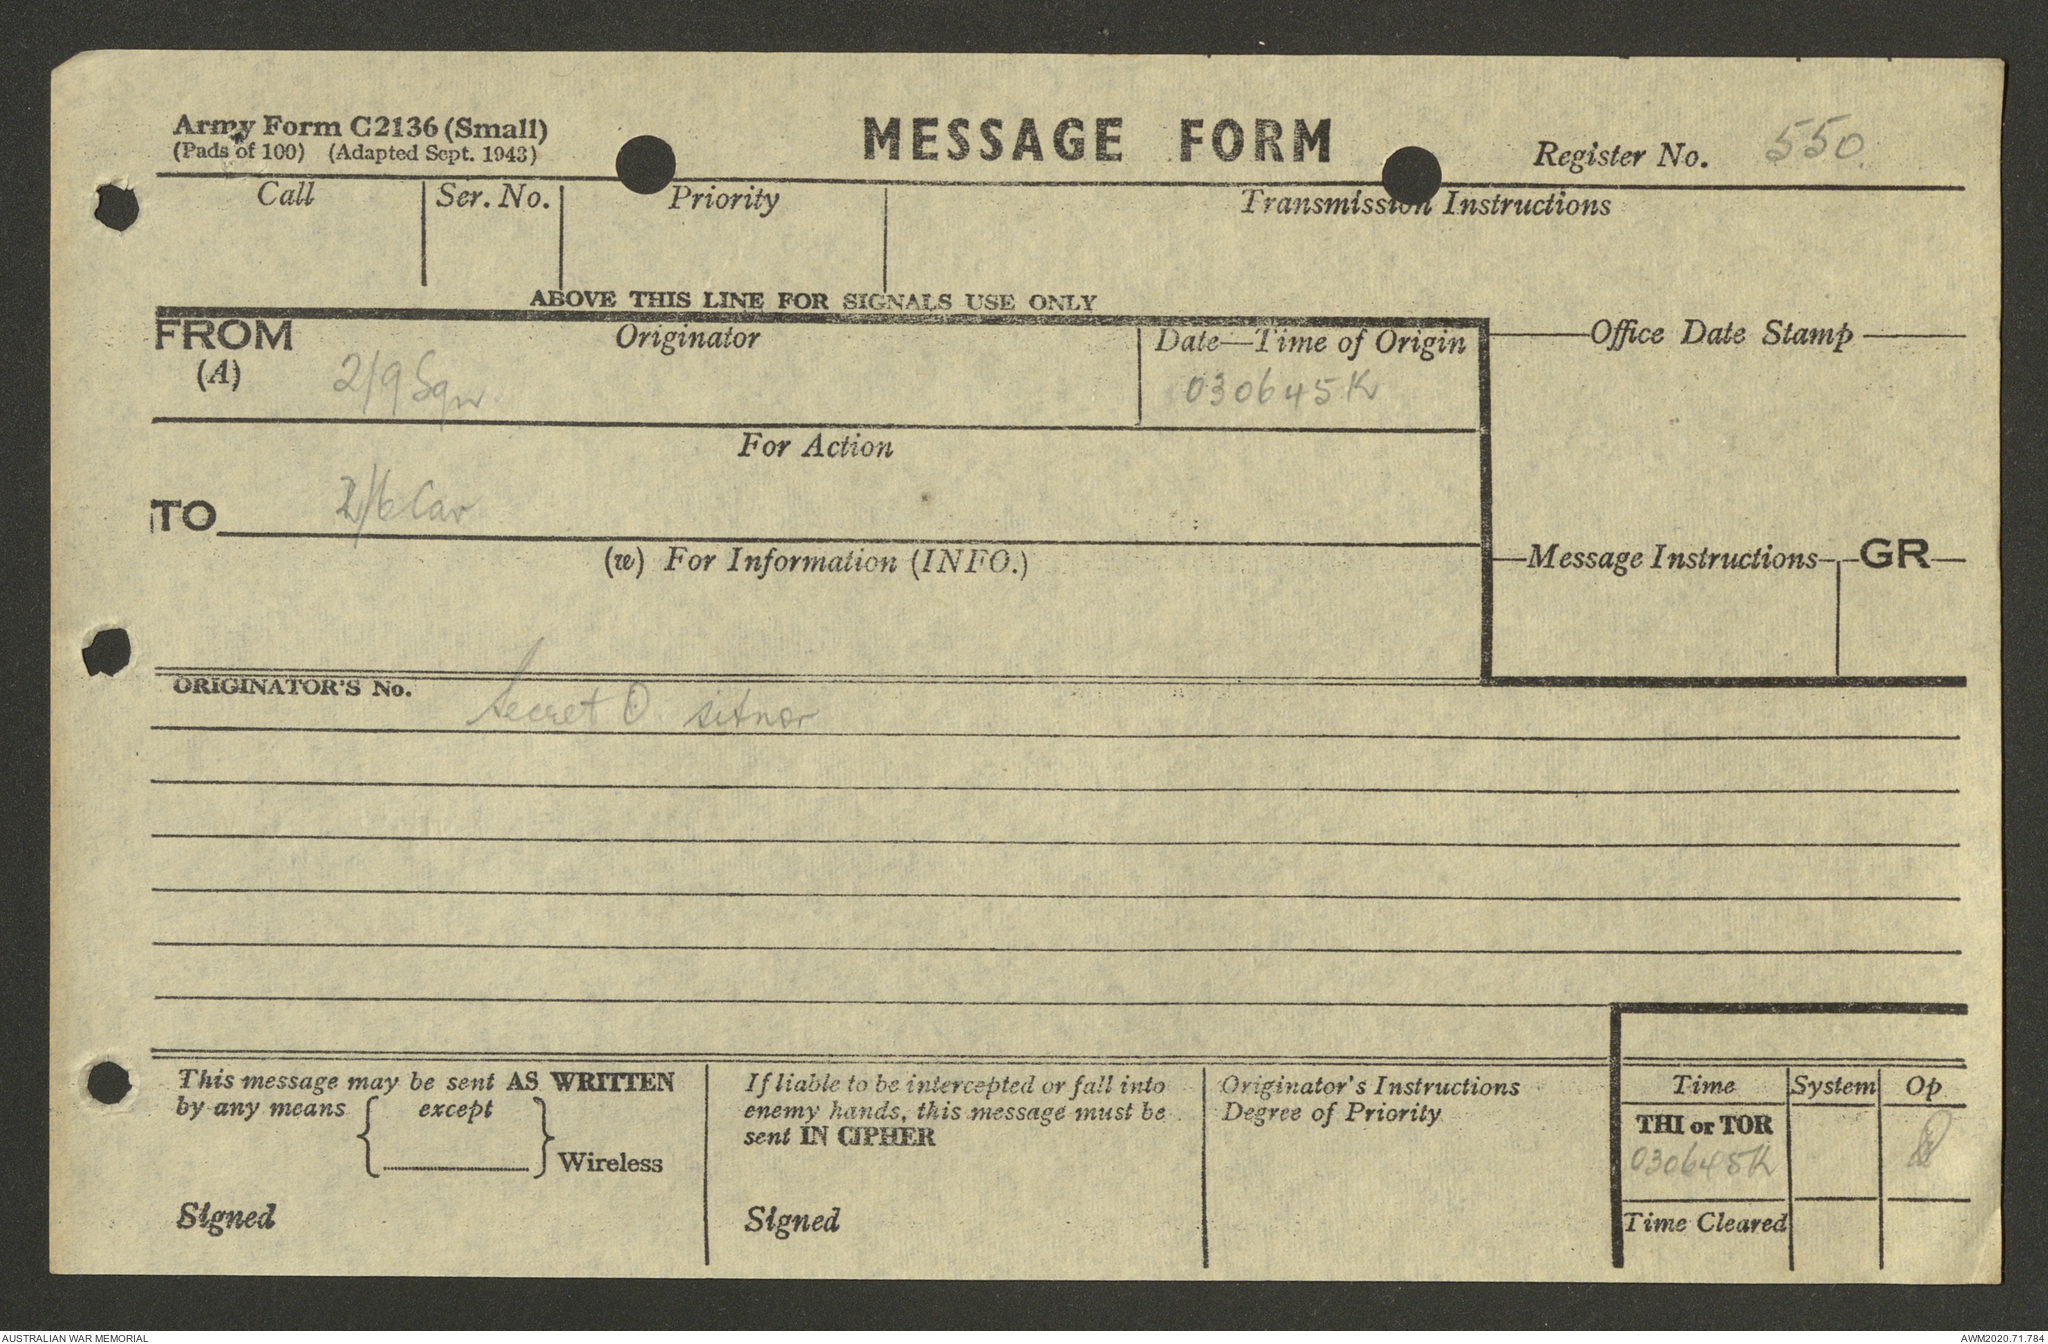 Army Form C2136 (Small)
(Pads of 100) (Adapted Sept. 1943)
MESSAGE FORM
Register No. 550.
Call
Ser. No.
Priority
Transmission Instructions
ABOVE THIS LINE FOR SIGNALS USE ONLY
FROM
(A)
Originator
2/9 Sqn
Date—Time of Origin
030645K
Office Date Stamp
For Action
TO
2/6 Cav
(w) For Information (INFO.)
Message Instructions
GR
ORIGINATOR'S No.
Secret O sitnor
This message may be sent AS WRITTEN
by any means { except } Wireless
Signed
If liable to be intercepted or fall into
enemy hands, this message must be
sent IN CIPHER
Signed
Originator's Instructions
Degree of Priority
Time
System
Op
THI or TOR
030645K
Time Cleared
AUSTRALIAN WAR MEMORIAL
AWM2020.71.784